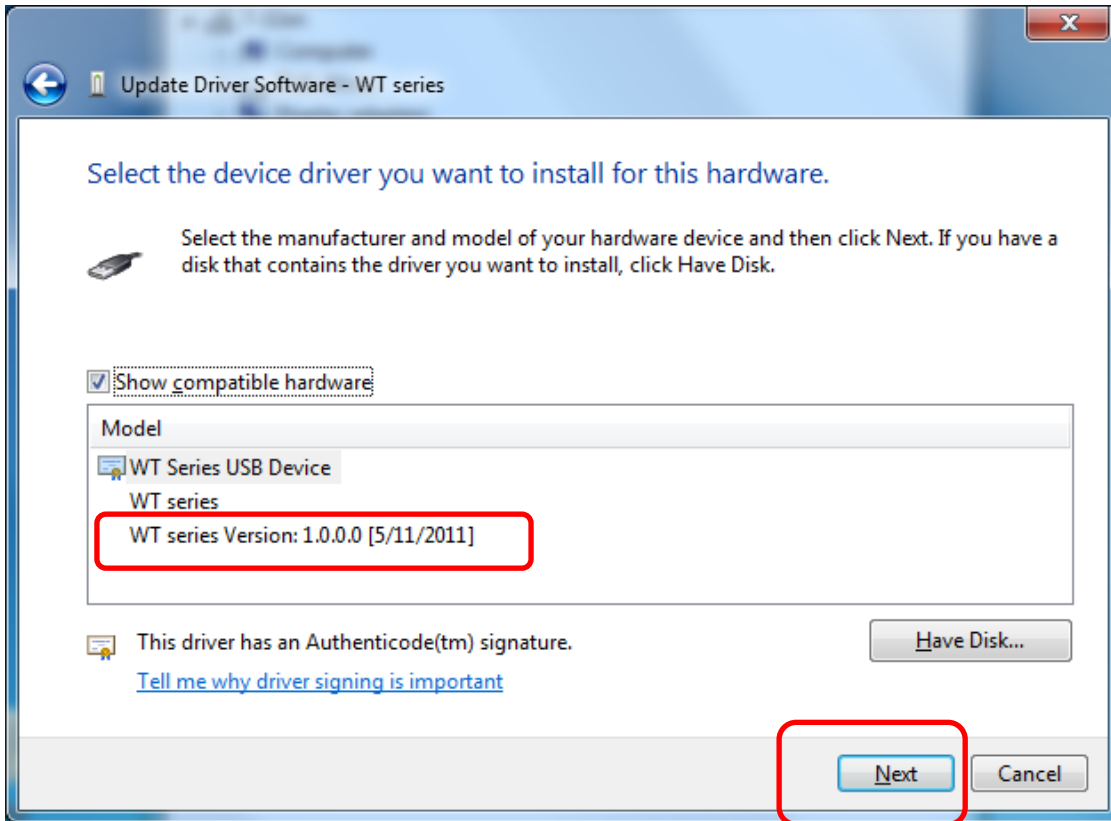 Computer
Update Driver Software - WT series
X
Select the device driver you want to install for this hardware.
Select the manufacturer and model of your hardware device and then click Next. If you have a
disk that contains the driver you want to install, click Have Disk.
Show compatible hardware
Model
WT Series USB Device
WT series
WT series Version: 1.0.0.0 [5/11/2011]
This driver has an Authenticode(tm) signature.
Have Disk...
Tell me why driver signing is important
Next
Cancel